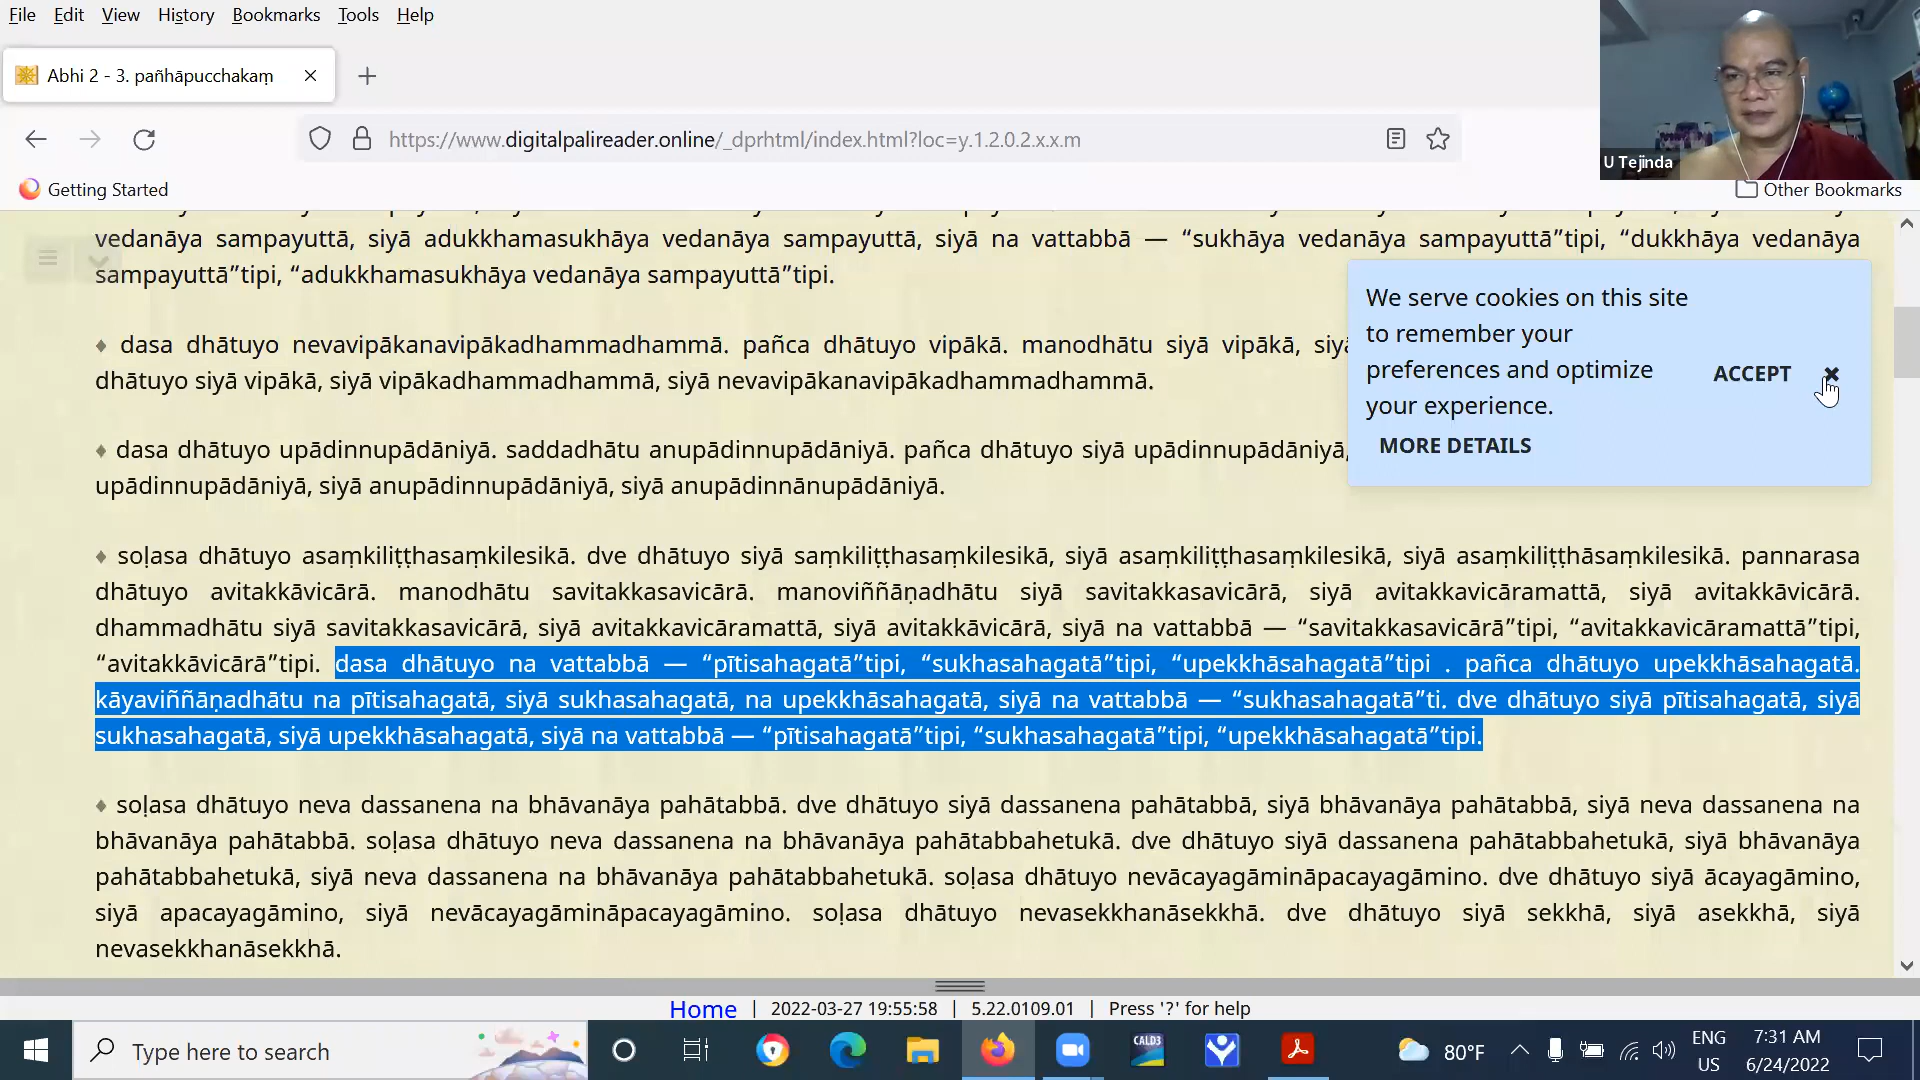 File Edit View History Bookmarks Tools Help
Abhi 2 - 3. pañhāpucchakaṃ
https://www.digitalpalireader.online/_dprhtml/index.html?loc=y.1.2.0.2.x.x.m
U Tejinda
Getting Started
Other Bookmarks
vedanāya sampayuttā, siyā adukkhamasukhāya vedanāya sampayuttā, siyā na vattabbā — “sukhāya vedanāya sampayuttā”tipi, “dukkhāya vedanāya
sampayuttā”tipi, “adukkhamasukhāya vedanāya sampayuttā”tipi.
♦ dasa dhātuyo nevavipākanavipākadhammadhammā. pañca dhātuyo vipākā. manodhātu siyā vipākā,
dhātuyo siyā vipākā, siyā vipākadhammadhammā, siyā nevavipākanavipākadhammadhammā.
♦ dasa dhātuyo upādinnupādāniyā. saddadhātu anupādinnupādāniyā. pañca dhātuyo siyā upādinnupādāniyā,
upādinnupādāniyā, siyā anupādinnupādāniyā, siyā anupādinnānupādāniyā.
We serve cookies on this site
to remember your
preferences and optimize
your experience.
MORE DETAILS
ACCEPT
♦ soḷasa dhātuyo asaṃkiliṭṭhasaṃkilesikā. dve dhātuyo siyā saṃkiliṭṭhasaṃkilesikā, siyā asaṃkiliṭṭhasaṃkilesikā, siyā asaṃkiliṭṭhāsaṃkilesikā. pannarasa
dhātuyo avitakkāvicārā. manodhātu savitakkasavicārā. manoviññāṇadhātu siyā savitakkasavicārā, siyā avitakkavicāramattā, siyā avitakkāvicārā.
dhammadhātu siyā savitakkasavicārā, siyā avitakkavicāramattā, siyā avitakkāvicārā, siyā na vattabbā — “savitakkasavicārā”tipi, “avitakkavicāramattā”tipi,
“avitakkāvicārā”tipi. dasa dhātuyo na vattabbā — “pītisahagatā”tipi, “sukhasahagatā”tipi, “upekkhāsahagatā”tipi . pañca dhātuyo upekkhāsahagatā.
kāyaviññāṇadhātu na pītisahagatā, siyā sukhasahagatā, na upekkhāsahagatā, siyā na vattabbā — “sukhasahagatā”ti. dve dhātuyo siyā pītisahagatā, siyā
sukhasahagatā, siyā upekkhāsahagatā, siyā na vattabbā — “pītisahagatā”tipi, “sukhasahagatā”tipi, “upekkhāsahagatā”tipi.
♦ soḷasa dhātuyo neva dassanena na bhāvanāya pahātabbā. dve dhātuyo siyā dassanena pahātabbā, siyā bhāvanāya pahātabbā, siyā neva dassanena na
bhāvanāya pahātabbā. soḷasa dhātuyo neva dassanena na bhāvanāya pahātabbahetukā. dve dhātuyo siyā dassanena pahātabbahetukā, siyā bhāvanāya
pahātabbahetukā, siyā neva dassanena na bhāvanāya pahātabbahetukā. soḷasa dhātuyo nevācayagāmināpacayagāmino. dve dhātuyo siyā ācayagāmino,
siyā apacayagāmino, siyā nevācayagāmināpacayagāmino. soḷasa dhātuyo nevasekkhanāsekkhā. dve dhātuyo siyā sekkhā, siyā asekkhā, siyā
nevasekkhanāsekkhā.
Home | 2022-03-27 19:55:58 | 5.22.0109.01 | Press '?' for help
Type here to search
CALD3
80°F
ENG
US
7:31 AM
6/24/2022